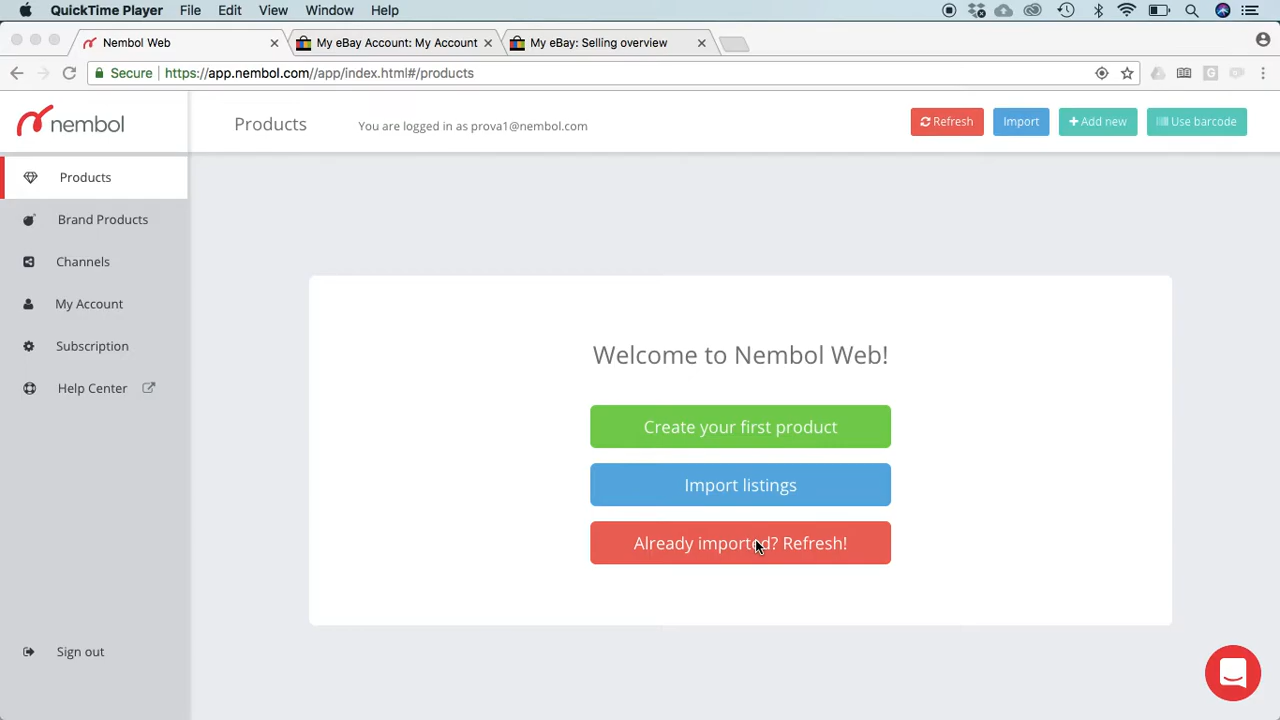 QuickTime Player File Edit View Window Help
Nembol Web
My eBay Account: My Account
My eBay: Selling overview
Secure https://app.nembol.com//app/index.html#/products
nembol
Products
You are logged in as prova1@nembol.com
Refresh
Import
Add new
Use barcode
Products
Brand Products
Channels
My Account
Subscription
Help Center
Sign out
Welcome to Nembol Web!
Create your first product
Import listings
Already imported? Refresh!